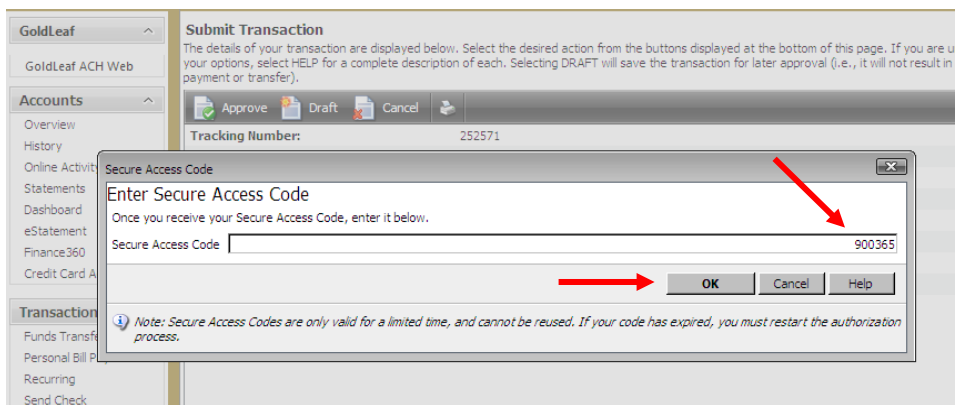 GoldLeaf
GoldLeaf ACH Web
Accounts
Overview
History
Online Activit
Statements
Dashboard
eStatement
Finance360
Credit Card A
Transaction
Funds Transfe
Personal Bill P
Recurring
Send Check
Submit Transaction
The details of your transaction are displayed below. Select the desired action from the buttons displayed at the bottom of this page. If you are u
your options, select HELP for a complete description of each. Selecting DRAFT will save the transaction for later approval (i.e., it will not result in
payment or transfer).
Approve Draft Cancel
Tracking Number: 252571
Secure Access Code
Enter Secure Access Code
Once you receive your Secure Access Code, enter it below.
Secure Access Code 900365
OK Cancel Help
Note: Secure Access Codes are only valid for a limited time, and cannot be reused. If your code has expired, you must restart the authorization
process.